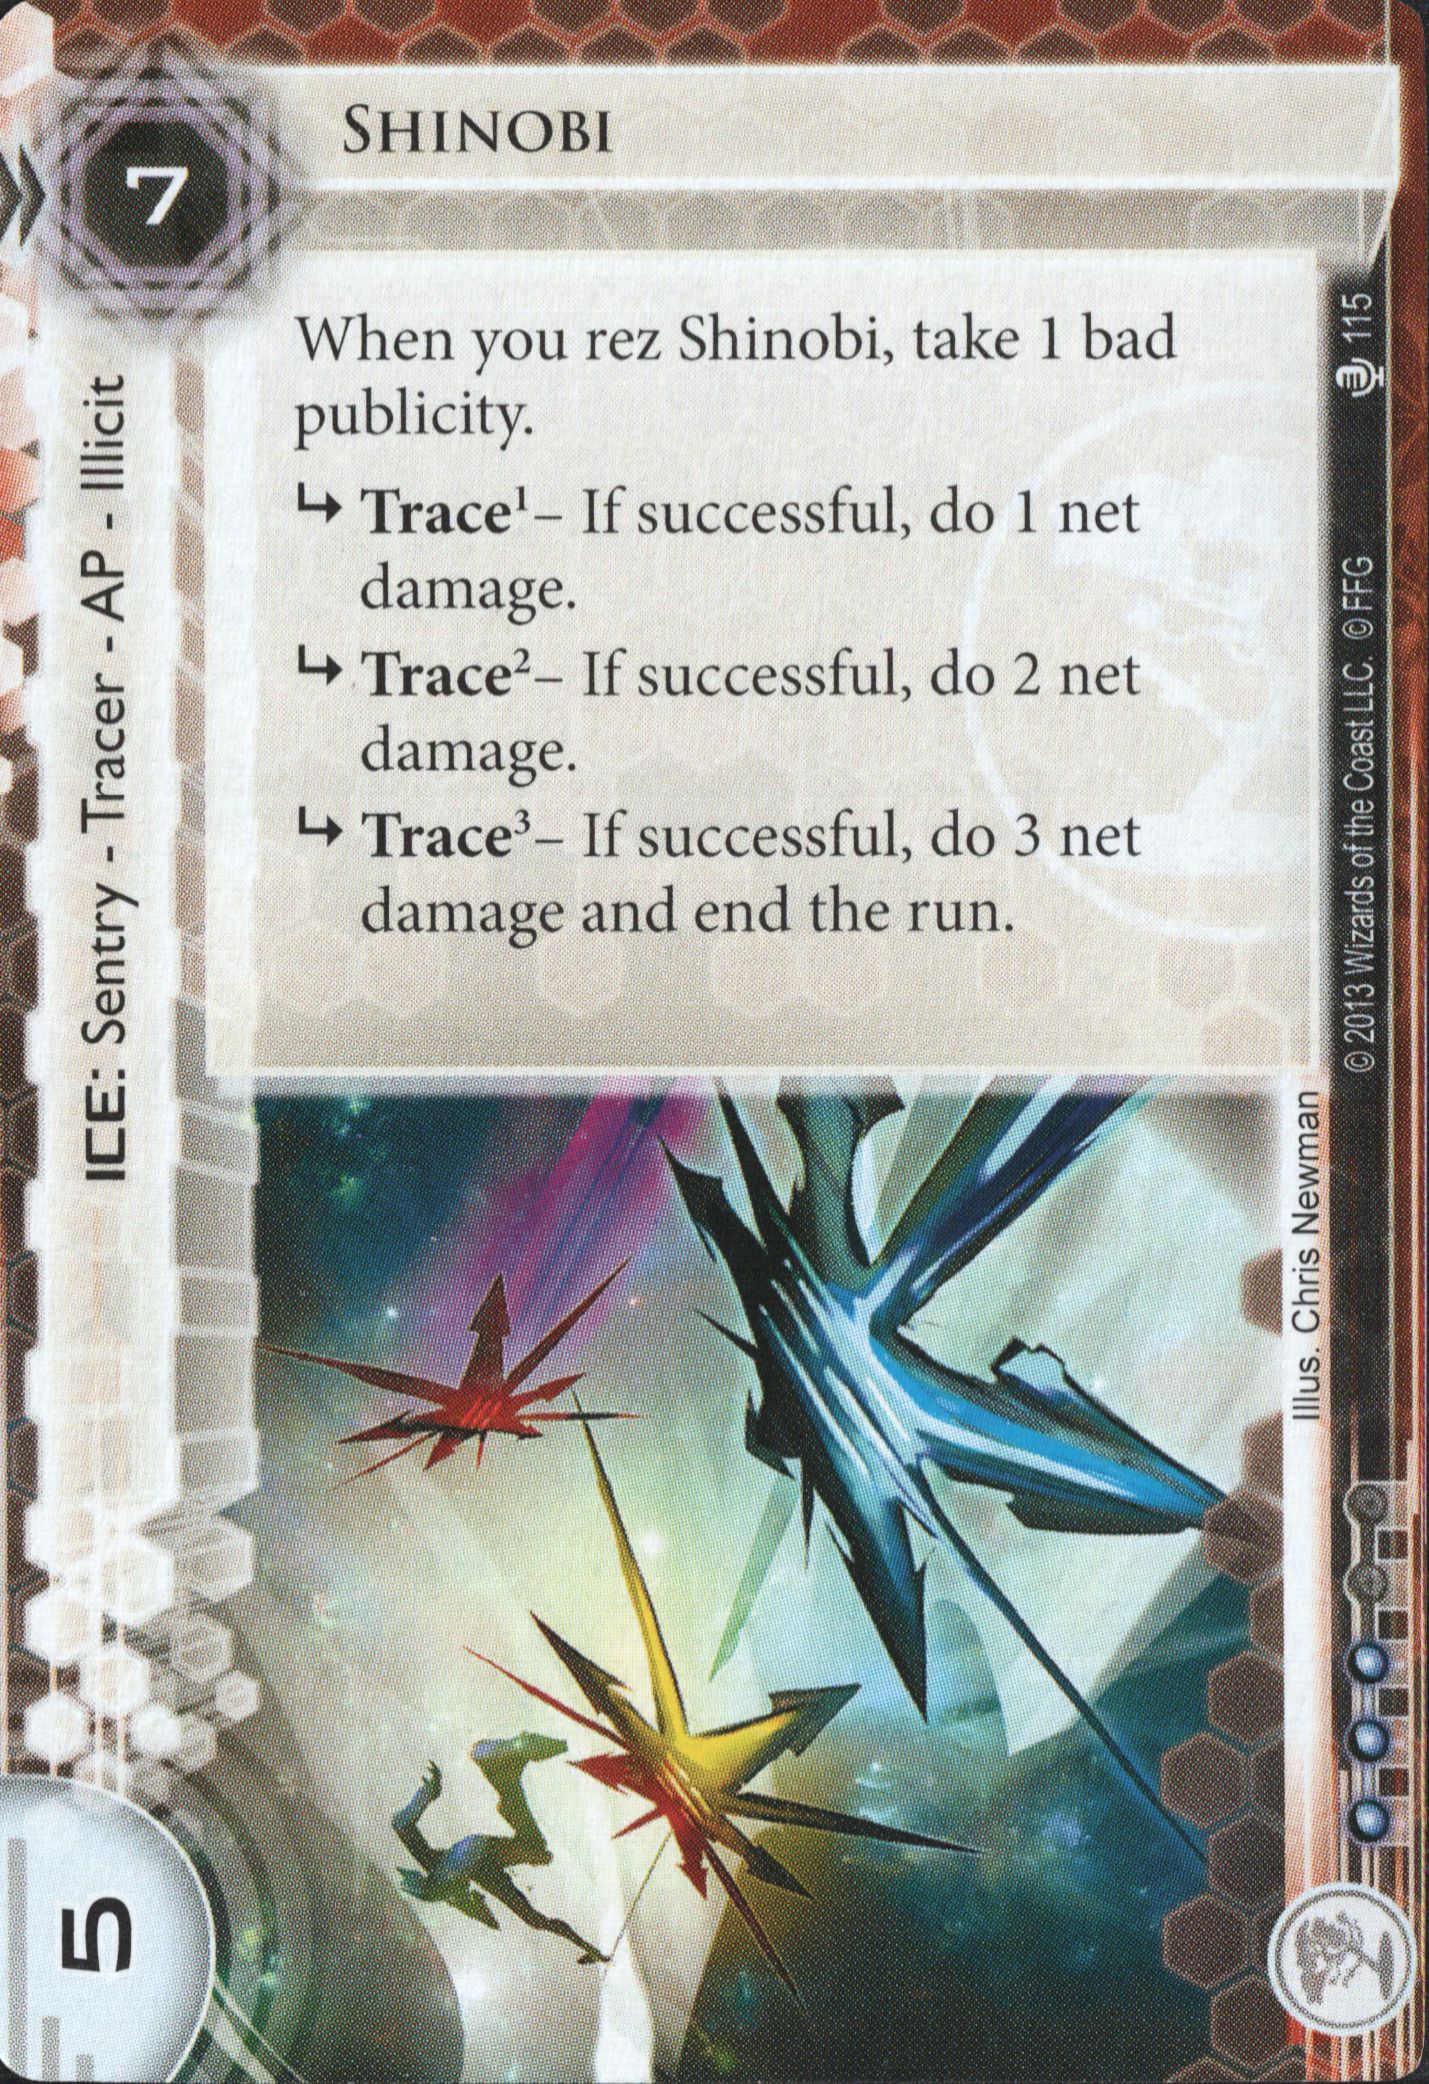 SHINOBI
7
When you rez Shinobi, take 1 bad
publicity.
↳ Trace¹– If successful, do 1 net
damage.
↳ Trace²– If successful, do 2 net
damage.
↳ Trace³– If successful, do 3 net
damage and end the run.
ICE: Sentry - Tracer - AP - Illicit
5
Illus. Chris Newman
© 2013 Wizards of the Coast LLC. © FFG
115